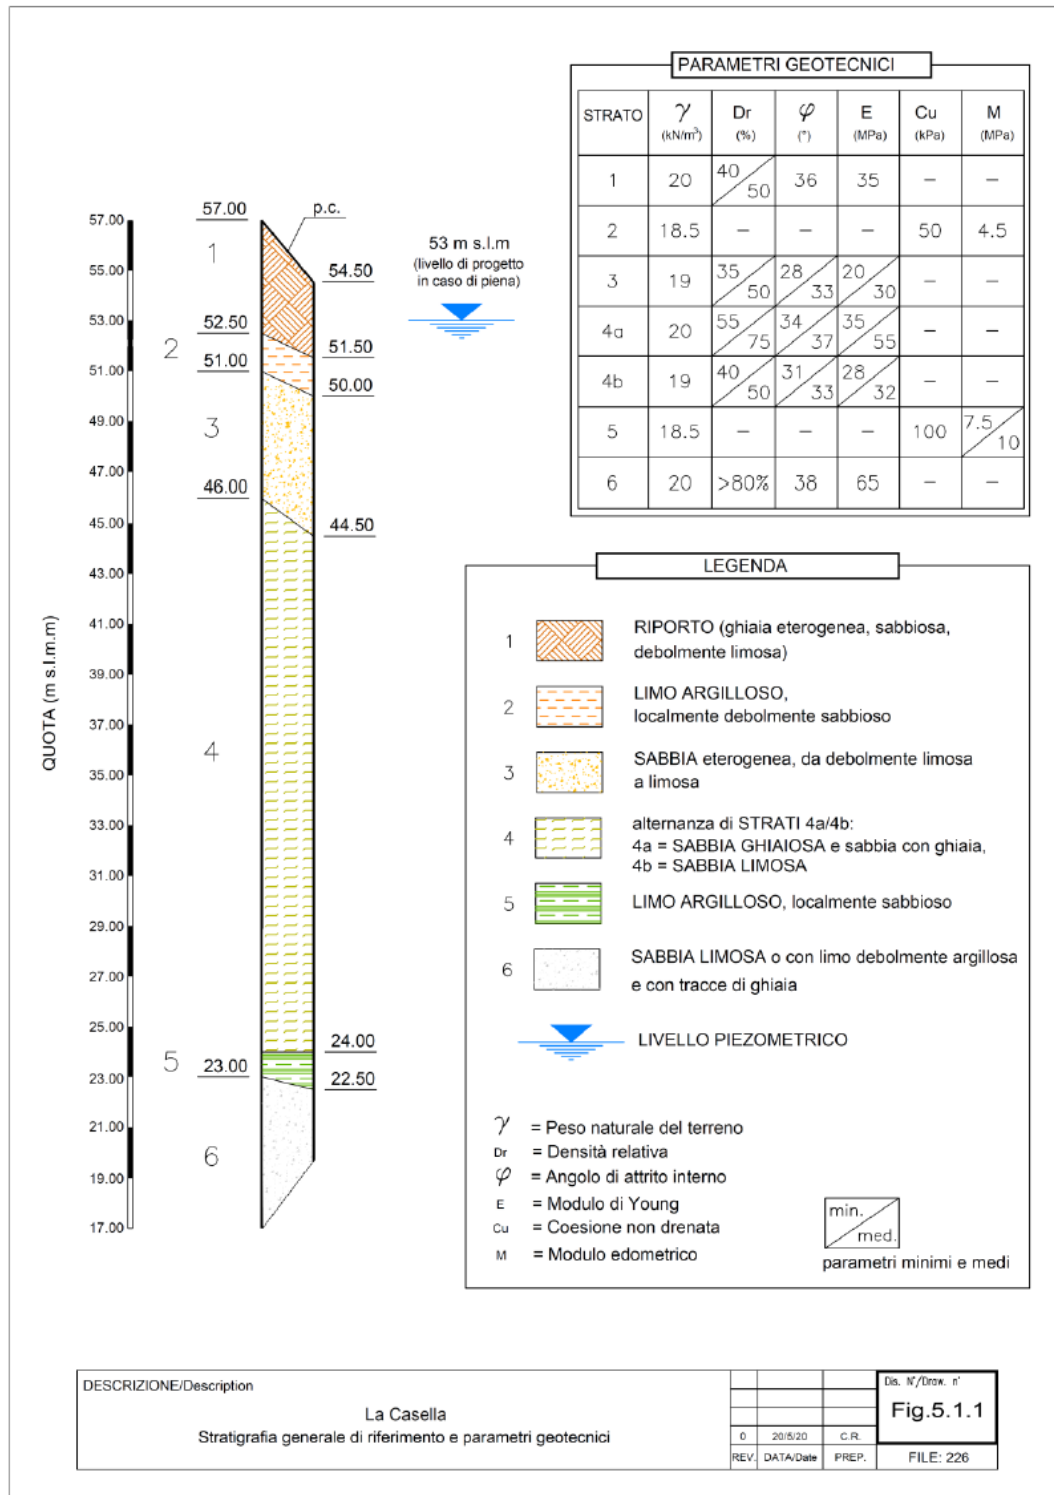 PARAMETRI GEOTECNICI
STRATO γ (kN/m³) Dr (%) φ (°) E (MPa) Cu (kPa) M (MPa)
1 20 40 50 36 35 – –
2 18.5 – – – 50 4.5
3 19 35 50 28 33 20 30 – –
4a 20 55 75 34 37 35 55 – –
4b 19 40 50 31 33 28 32 – –
5 18.5 – – – 100 7.5 10
6 20 >80% 38 65 – –
QUOTA (m s.l.m.m)
57.00
55.00
53.00
51.00
49.00
47.00
45.00
43.00
41.00
39.00
37.00
35.00
33.00
31.00
29.00
27.00
25.00
23.00
21.00
19.00
17.00
1
2
3
4
5
6
57.00
52.50
51.00
46.00
23.00
p.c.
54.50
51.50
50.00
44.50
24.00
22.50
53 m s.l.m
(livello di progetto
in caso di piena)
LEGENDA
1 RIPORTO (ghiaia eterogenea, sabbiosa,
debolmente limosa)
2 LIMO ARGILLOSO,
localmente debolmente sabbioso
3 SABBIA eterogenea, da debolmente limosa
a limosa
4 alternanza di STRATI 4a/4b:
4a = SABBIA GHIAIOSA e sabbia con ghiaia,
4b = SABBIA LIMOSA
5 LIMO ARGILLOSO, localmente sabbioso
6 SABBIA LIMOSA o con limo debolmente argillosa
e con tracce di ghiaia
LIVELLO PIEZOMETRICO
γ = Peso naturale del terreno
Dr = Densità relativa
φ = Angolo di attrito interno
E = Modulo di Young
Cu = Coesione non drenata
M = Modulo edometrico
min.
med.
parametri minimi e medi
DESCRIZIONE/Description
La Casella
Stratigrafia generale di riferimento e parametri geotecnici
0 20/5/20 C.R.
REV. DATA/Date PREP.
Dis. N°/Draw. n°
Fig.5.1.1
FILE: 226